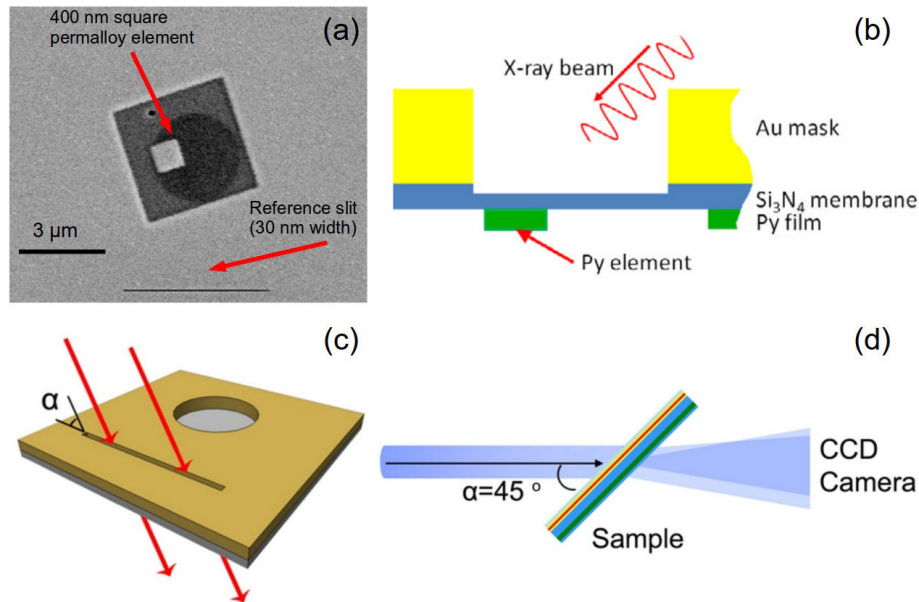 400 nm square
permalloy element
(a)
Reference slit
(30 nm width)
3 µm
(b)
X-ray beam
Au mask
Si₃N₄ membrane
Py film
Py element
(c)
α
(d)
α=45 °
CCD
Camera
Sample